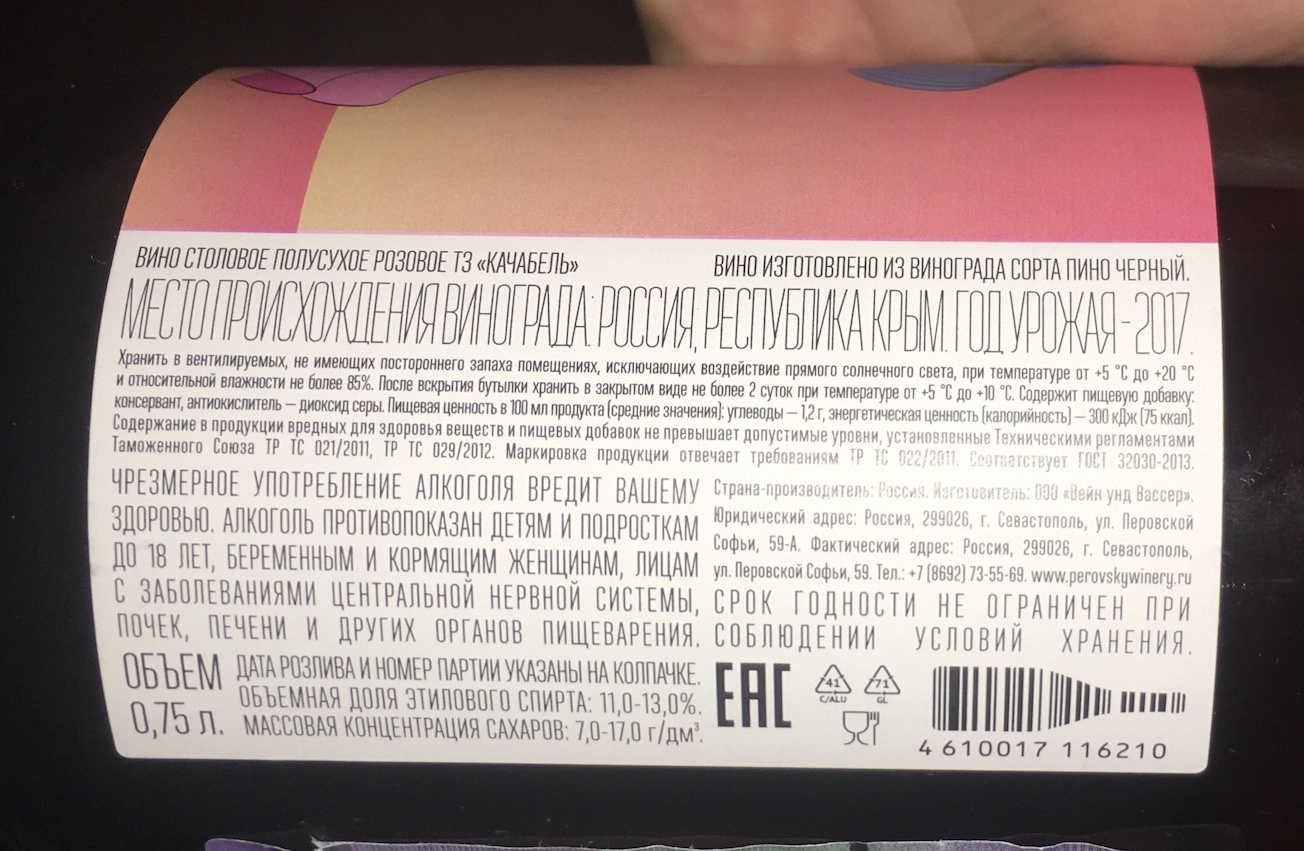 ВИНО СТОЛОВОЕ ПОЛУСУХОЕ РОЗОВОЕ ТЗ «КАЧАБЕЛЬ»
ВИНО ИЗГОТОВЛЕНО ИЗ ВИНОГРАДА СОРТА ПИНО ЧЕРНЫЙ.
МЕСТО ПРОИСХОЖДЕНИЯ ВИНОГРАДА: РОССИЯ, РЕСПУБЛИКА КРЫМ. ГОД УРОЖАЯ – 2017.
Хранить в вентилируемых, не имеющих постороннего запаха помещениях, исключающих воздействие прямого солнечного света, при температуре от +5 °С до +20 °С
и относительной влажности не более 85%. После вскрытия бутылки хранить в закрытом виде не более 2 суток при температуре от +5 °С до +10 °С. Содержит пищевую добавку:
консервант, антиокислитель — диоксид серы. Пищевая ценность в 100 мл продукта (средние значения): углеводы — 1,2 г, энергетическая ценность (калорийность) — 300 кДж (75 ккал).
Содержание в продукции вредных для здоровья веществ и пищевых добавок не превышает допустимые уровни, установленные Техническими регламентами
Таможенного Союза ТР ТС 021/2011, ТР ТС 029/2012. Маркировка продукции отвечает требованиям ТР ТС 022/2011. Соответствует ГОСТ 32030-2013.
ЧРЕЗМЕРНОЕ УПОТРЕБЛЕНИЕ АЛКОГОЛЯ ВРЕДИТ ВАШЕМУ
ЗДОРОВЬЮ. АЛКОГОЛЬ ПРОТИВОПОКАЗАН ДЕТЯМ И ПОДРОСТКАМ
ДО 18 ЛЕТ, БЕРЕМЕННЫМ И КОРМЯЩИМ ЖЕНЩИНАМ, ЛИЦАМ
С ЗАБОЛЕВАНИЯМИ ЦЕНТРАЛЬНОЙ НЕРВНОЙ СИСТЕМЫ,
ПОЧЕК, ПЕЧЕНИ И ДРУГИХ ОРГАНОВ ПИЩЕВАРЕНИЯ.
Страна-производитель: Россия. Изготовитель: ООО «Вейн унд Вассер».
Юридический адрес: Россия, 299026, г. Севастополь, ул. Перовской
Софьи, 59-А. Фактический адрес: Россия, 299026, г. Севастополь,
ул. Перовской Софьи, 59. Тел.: +7 (8692) 73-55-69. www.perovskywinery.ru
СРОК ГОДНОСТИ НЕ ОГРАНИЧЕН ПРИ
СОБЛЮДЕНИИ УСЛОВИЙ ХРАНЕНИЯ.
ОБЪЕМ
0,75 л.
ДАТА РОЗЛИВА И НОМЕР ПАРТИИ УКАЗАНЫ НА КОЛПАЧКЕ.
ОБЪЕМНАЯ ДОЛЯ ЭТИЛОВОГО СПИРТА: 11,0-13,0%.
МАССОВАЯ КОНЦЕНТРАЦИЯ САХАРОВ: 7,0-17,0 г/дм³.
ЕАС
41
C/ALU
71
GL
4 610017 116210